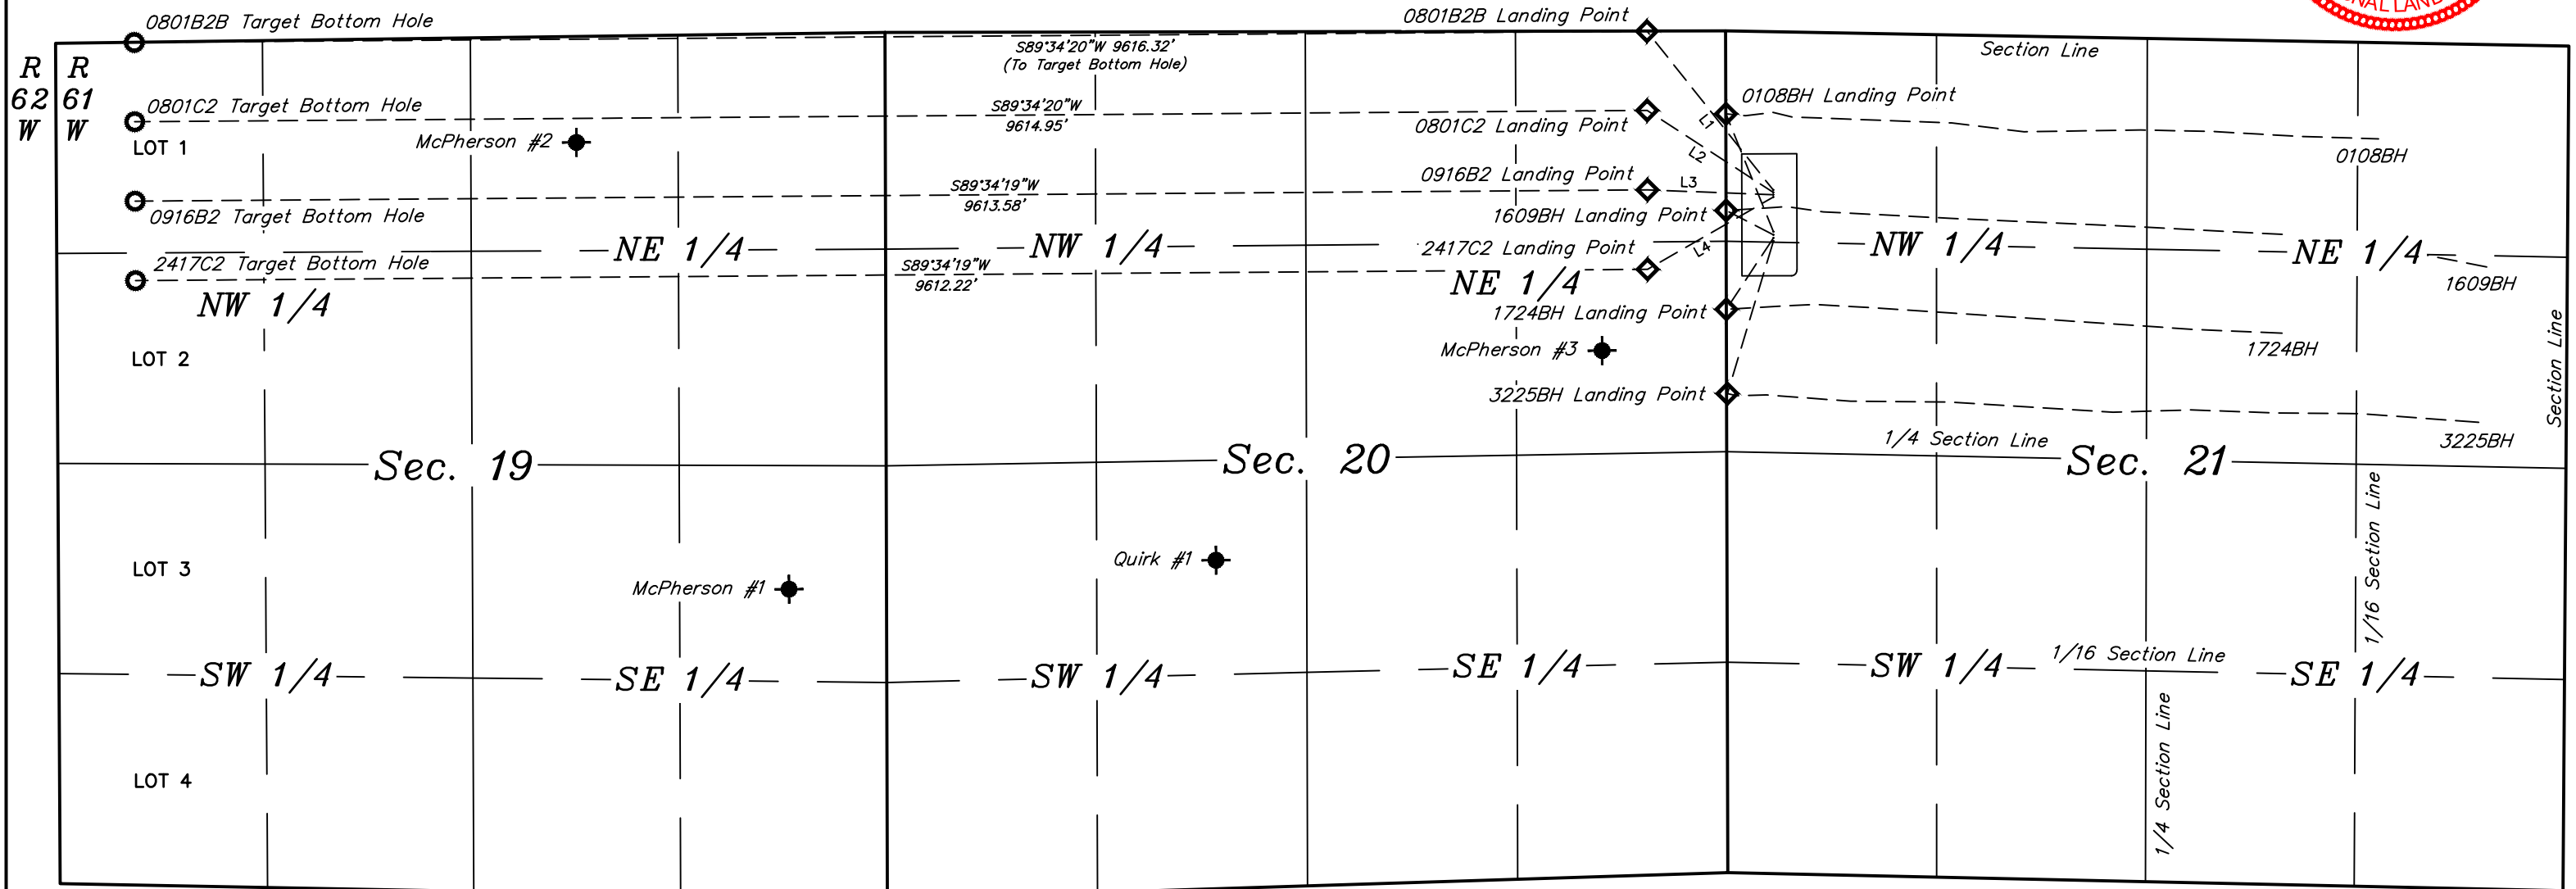 0801B2B Target Bottom Hole
0801B2B Landing Point
NAL LAND
R
62
W
R
61
W
S89°34'20"W 9616.32'
(To Target Bottom Hole)
Section Line
0801C2 Target Bottom Hole
LOT 1
McPherson #2
S89°34'20"W
9614.95'
0801C2 Landing Point
L1
L2
0108BH Landing Point
0108BH
0916B2 Target Bottom Hole
S89°34'19"W
9613.58'
0916B2 Landing Point
L3
1609BH Landing Point
NE 1/4
NW 1/4
2417C2 Landing Point
L4
NW 1/4
NE 1/4
1609BH
2417C2 Target Bottom Hole
NW 1/4
S89°34'19"W
9612.22'
NE 1/4
1724BH Landing Point
1724BH
LOT 2
McPherson #3
3225BH Landing Point
3225BH
Section Line
1/4 Section Line
Sec. 19
Sec. 20
Sec. 21
LOT 3
McPherson #1
Quirk #1
1/16 Section Line
SW 1/4
SE 1/4
SW 1/4
SE 1/4
SW 1/4
1/16 Section Line
SE 1/4
LOT 4
1/4 Section Line